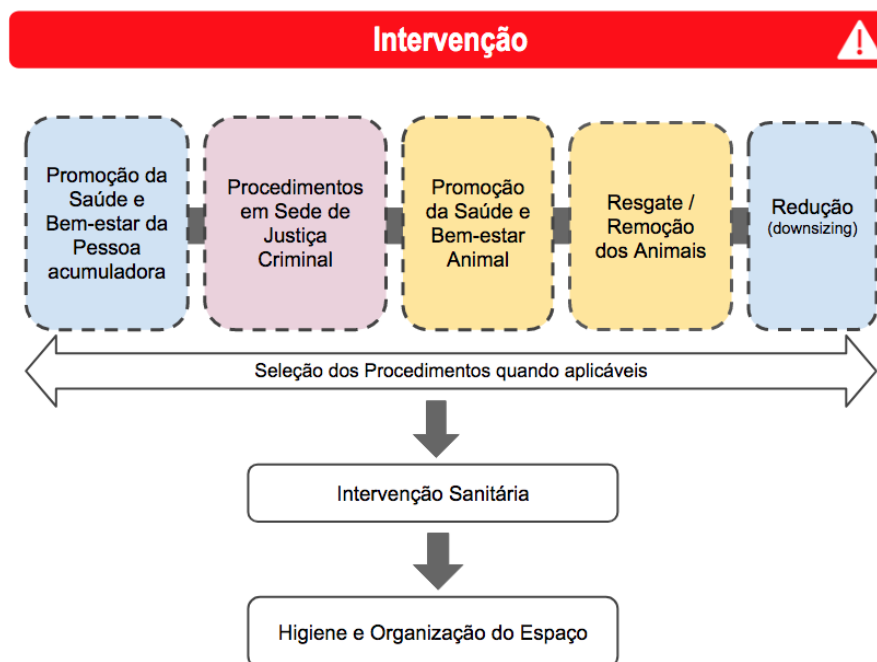 Intervenção
Promoção da
Saúde e
Bem-estar da
Pessoa
acumuladora
Procedimentos
em Sede de
Justiça
Criminal
Promoção
da Saúde e
Bem-estar
Animal
Resgate /
Remoção
dos Animais
Redução
(downsizing)
Seleção dos Procedimentos quando aplicáveis
Intervenção Sanitária
Higiene e Organização do Espaço